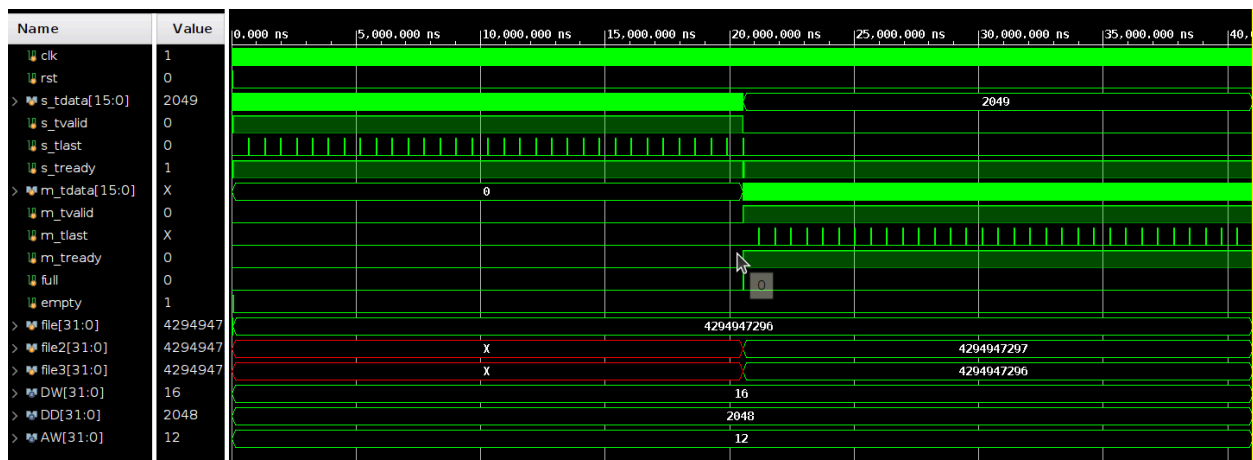 Name Value 0.000 ns 5,000.000 ns 10,000.000 ns 15,000.000 ns 20,000.000 ns 25,000.000 ns 30,000.000 ns 35,000.000 ns 40,
clk 1
rst 0
s_tdata[15:0] 2049 2049
s_tvalid 0
s_tlast 0
s_tready 1
m_tdata[15:0] X 0
m_tvalid 0
m_tlast X
m_tready 0
full 0 0
empty 1
file[31:0] 4294947 4294947296
file2[31:0] 4294947 X 4294947297
file3[31:0] 4294947 X 4294947296
DW[31:0] 16 16
DD[31:0] 2048 2048
AW[31:0] 12 12